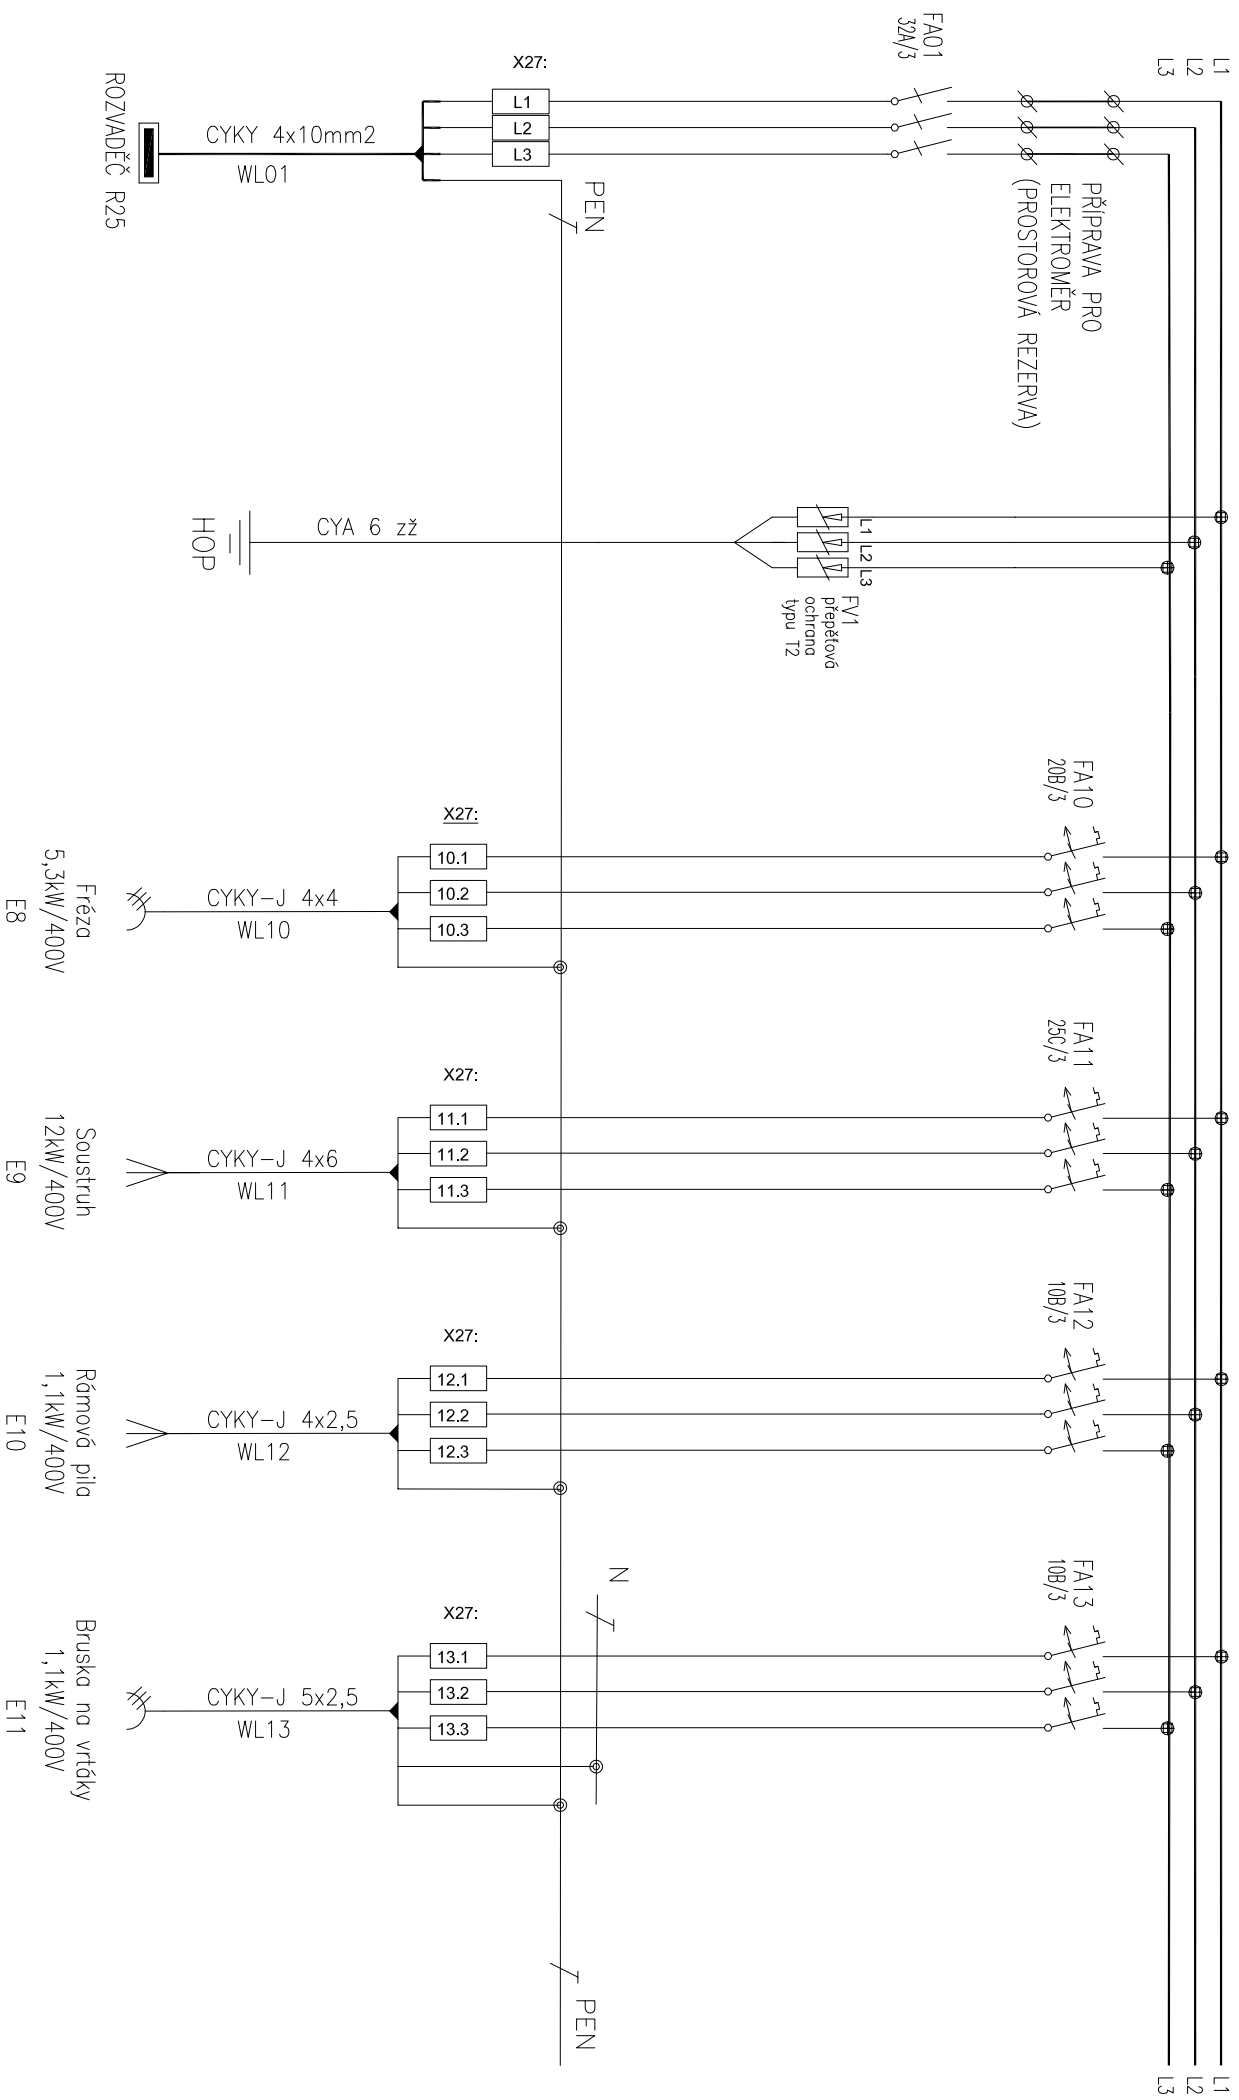 L1
L2
L3
FA01
32A/3
PŘÍPRAVA PRO
ELEKTROMĚR
(PROSTOROVÁ REZERVA)
X27:
L1
L2
L3
PEN
CYKY 4x10mm2
WL01
ROZVADĚČ R25
L1 L2 L3
FV1
přepěťová
ochrana
typu T2
CYA 6 zž
HOP
FA10
20B/3
X27:
10.1
10.2
10.3
CYKY-J 4x4
WL10
Fréza
5,3kW/400V
E8
FA11
25C/3
X27:
11.1
11.2
11.3
CYKY-J 4x6
WL11
Soustruh
12kW/400V
E9
FA12
10B/3
X27:
12.1
12.2
12.3
CYKY-J 4x2,5
WL12
Rámová pila
1,1kW/400V
E10
FA13
10B/3
N
X27:
13.1
13.2
13.3
CYKY-J 5x2,5
WL13
Bruska na vrtáky
1,1kW/400V
E11
PEN
L1
L2
L3